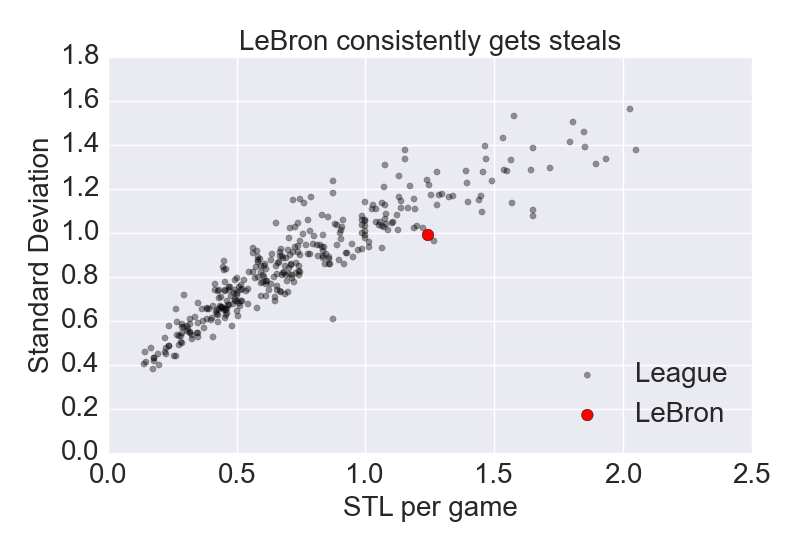 LeBron consistently gets steals
1.8
1.6
1.4
1.2
1.0
0.8
0.6
0.4
0.2
0.0
Standard Deviation
League
LeBron
0.0 0.5 1.0 1.5 2.0 2.5
STL per game